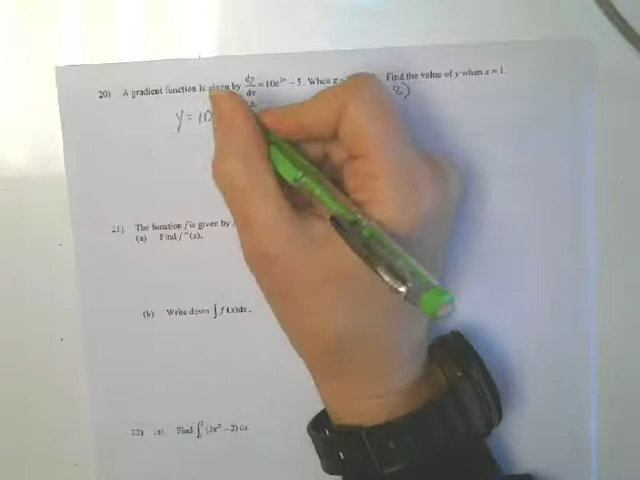 20) A gradient function is given by dy/dx = 10e^{2x} − 5. When x Find the value of y when x = 1.
8)
y = 10
21) The function f is given by
(a) Find f ''(x).
(b) Write down ∫ f (x)dx.
22) (a) Find (3x² − 2) dx.